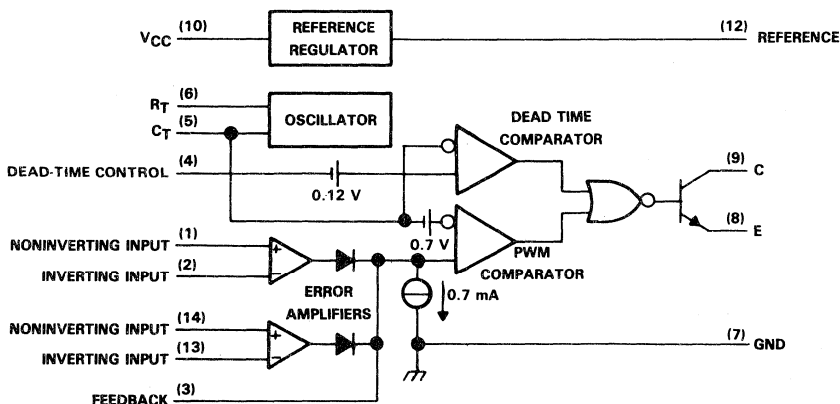 VCC (10) REFERENCE REGULATOR (12) REFERENCE
RT (6)
CT (5) OSCILLATOR
DEAD TIME COMPARATOR
DEAD-TIME CONTROL (4) 0.12 V
(9) C
(8) E
0.7 V
PWM COMPARATOR
NONINVERTING INPUT (1) +
INVERTING INPUT (2) −
ERROR AMPLIFIERS
0.7 mA
NONINVERTING INPUT (14) +
INVERTING INPUT (13) −
(7) GND
FEEDBACK (3)